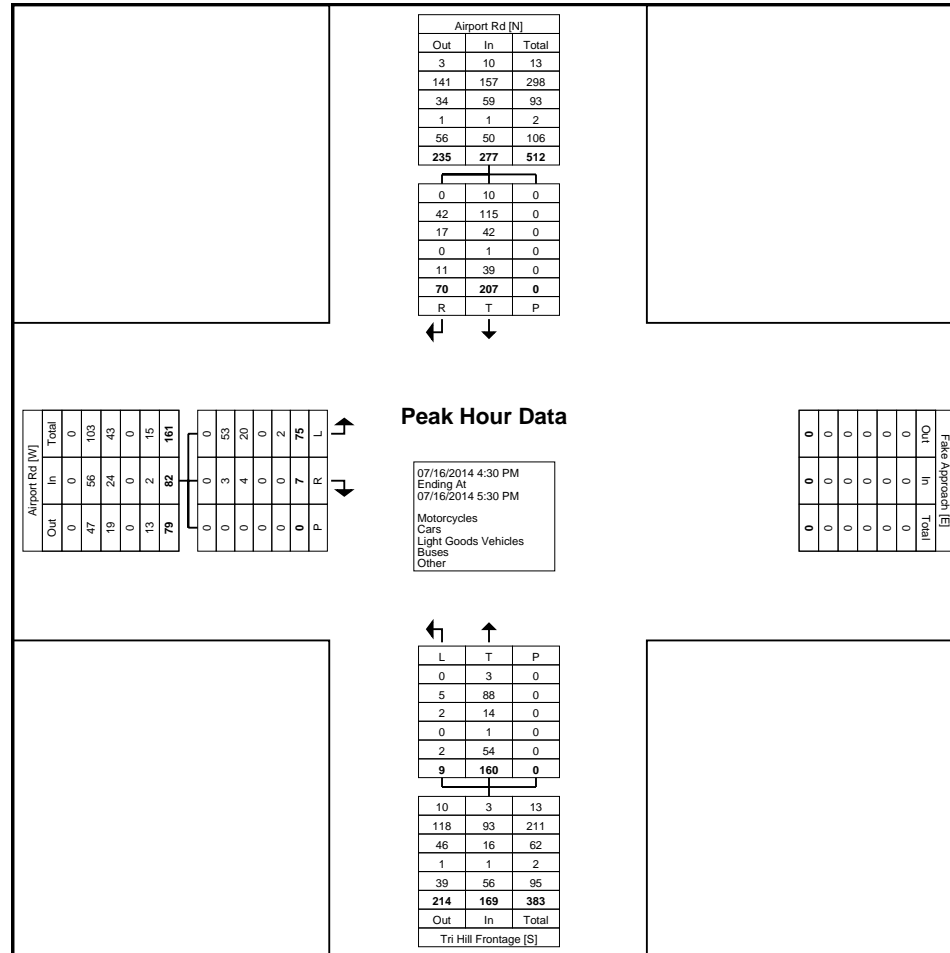 Airport Rd [N]
Out In Total
3 10 13
141 157 298
34 59 93
1 1 2
56 50 106
235 277 512
0 10 0
42 115 0
17 42 0
0 1 0
11 39 0
70 207 0
R T P
Airport Rd [W]
Total 0 103 43 0 15 161
In 0 56 24 0 2 82
Out 0 47 19 0 13 79
0 53 20 0 2 75 L
0 3 4 0 0 7 R
0 0 0 0 0 0 P
Peak Hour Data
07/16/2014 4:30 PM
Ending At
07/16/2014 5:30 PM
Motorcycles
Cars
Light Goods Vehicles
Buses
Other
Fake Approach [E]
Out 0 0 0 0 0 0
In 0 0 0 0 0 0
Total 0 0 0 0 0 0
L T P
0 3 0
5 88 0
2 14 0
0 1 0
2 54 0
9 160 0
10 3 13
118 93 211
46 16 62
1 1 2
39 56 95
214 169 383
Out In Total
Tri Hill Frontage [S]